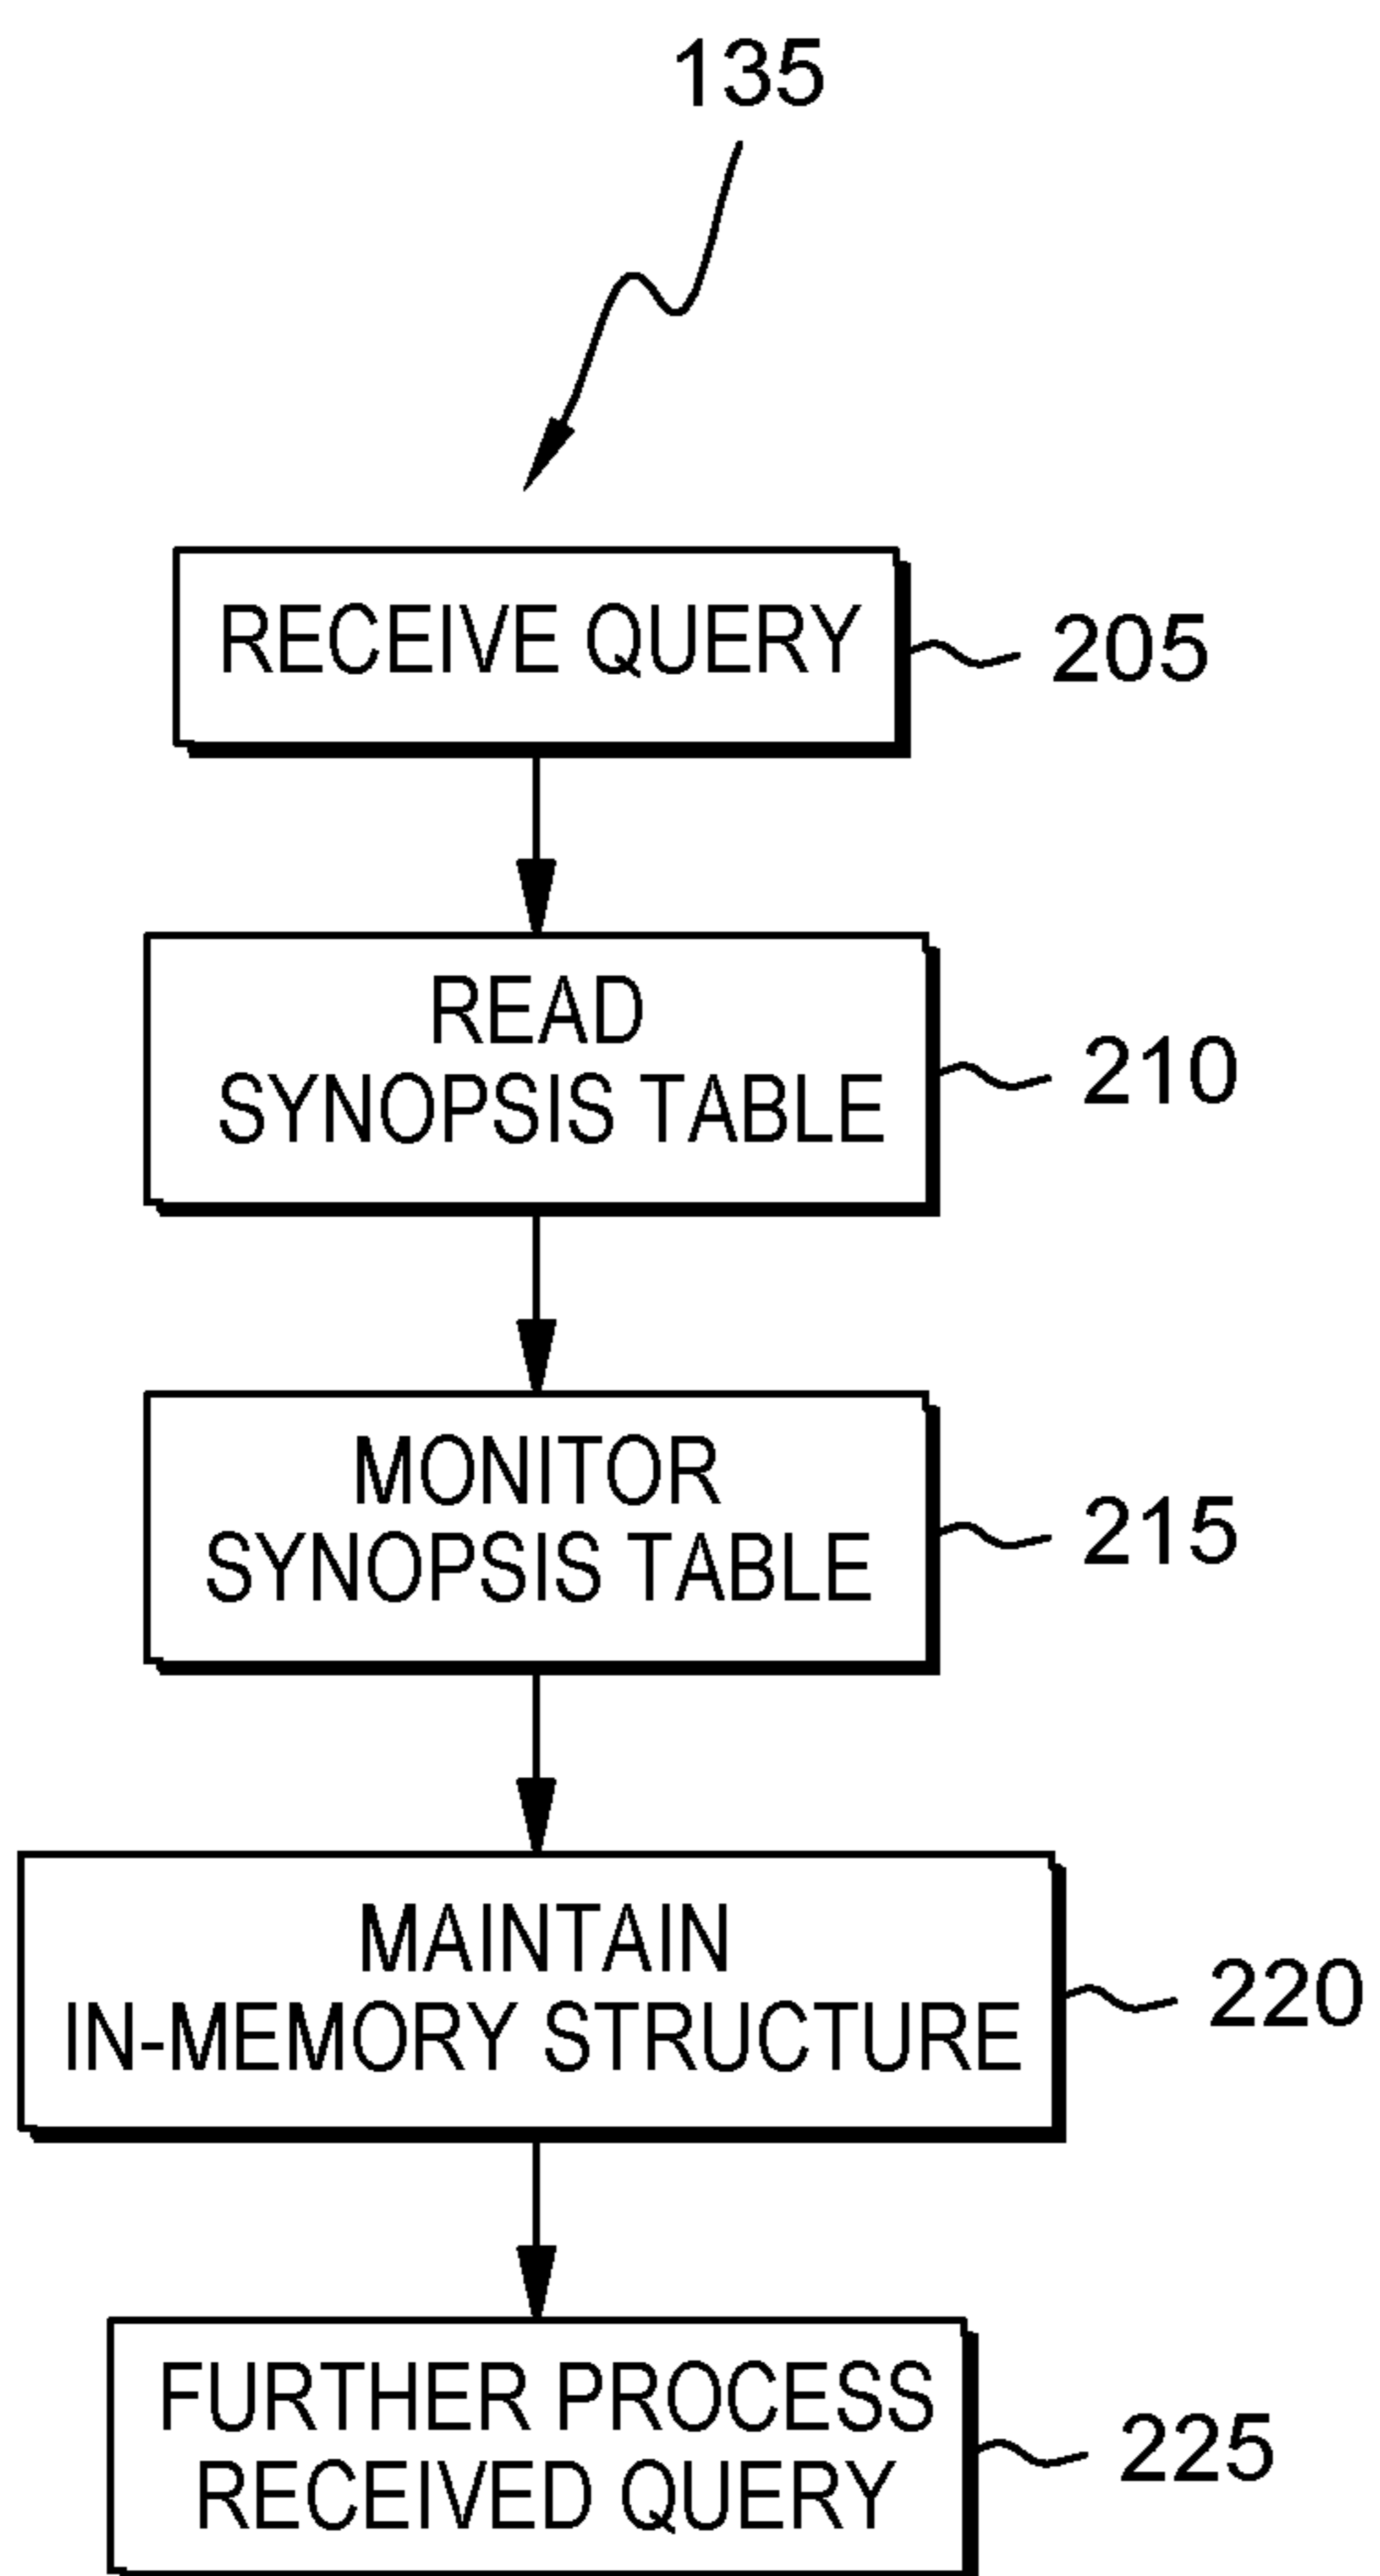 135
RECEIVE QUERY
205
READ
SYNOPSIS TABLE
210
MONITOR
SYNOPSIS TABLE
215
MAINTAIN
IN-MEMORY STRUCTURE
220
FURTHER PROCESS
RECEIVED QUERY
225